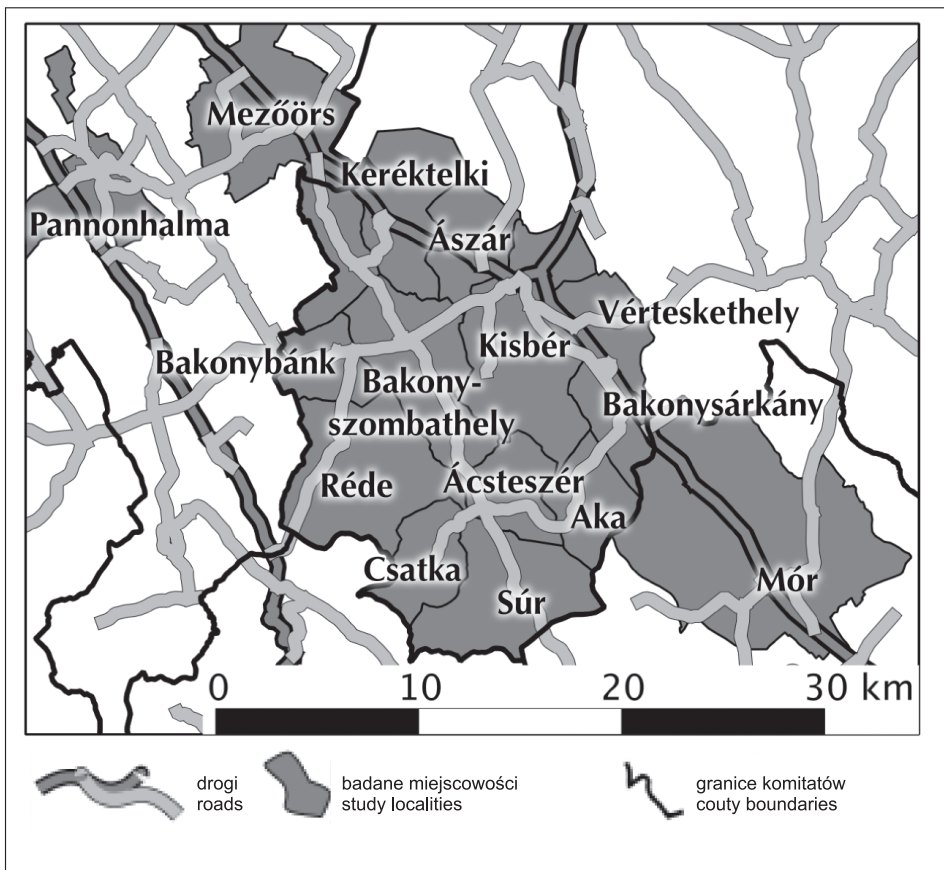 Mezőörs
Keréktelki
Pannonhalma
Ászár
Vérteskethely
Kisbér
Bakonybánk
Bakony-
szombathely
Bakonysárkány
Réde
Ácsteszér
Aka
Csatka
Súr
Mór
0 10 20 30 km
drogi
roads
badane miejscowości
study localities
granice komitatów
couty boundaries